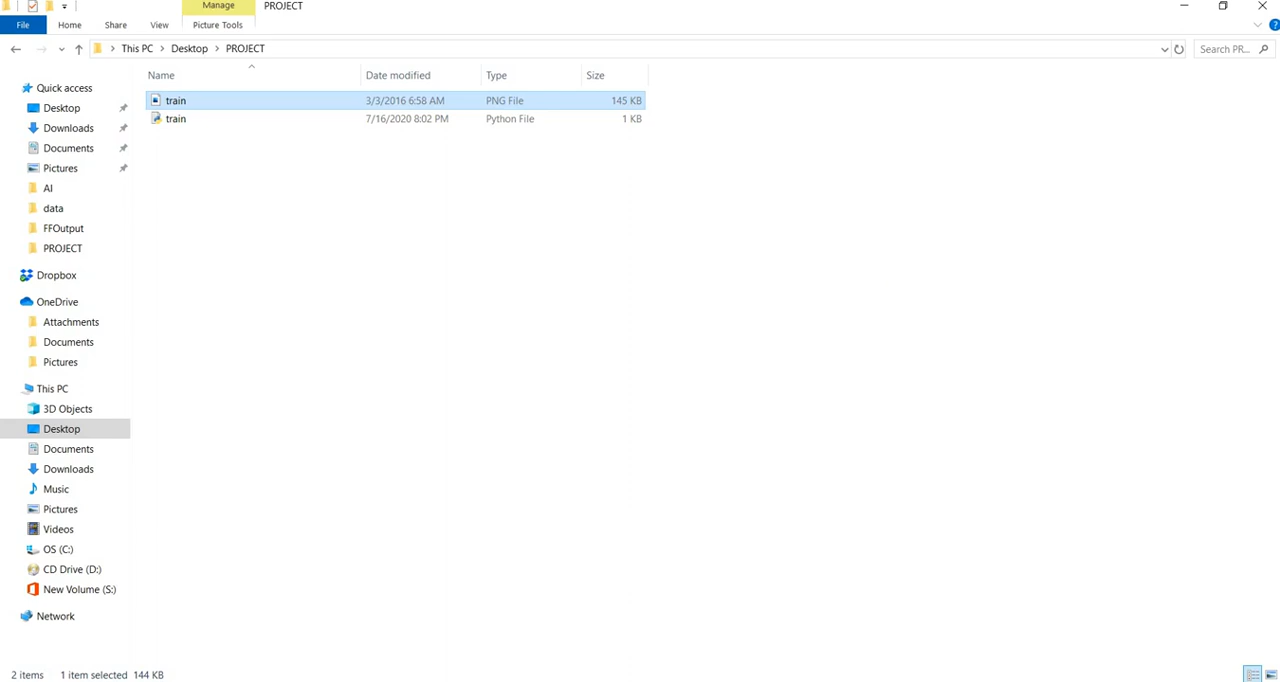 Manage
PROJECT
File
Home
Share
View
Picture Tools
?
This PC
Desktop
PROJECT
Search PR...
Name
Date modified
Type
Size
train
3/3/2016 6:58 AM
PNG File
145 KB
train
7/16/2020 8:02 PM
Python File
1 KB
Quick access
Desktop
Downloads
Documents
Pictures
AI
data
FFOutput
PROJECT
Dropbox
OneDrive
Attachments
Documents
Pictures
This PC
3D Objects
Desktop
Documents
Downloads
Music
Pictures
Videos
OS (C:)
CD Drive (D:)
New Volume (S:)
Network
2 items
1 item selected 144 KB